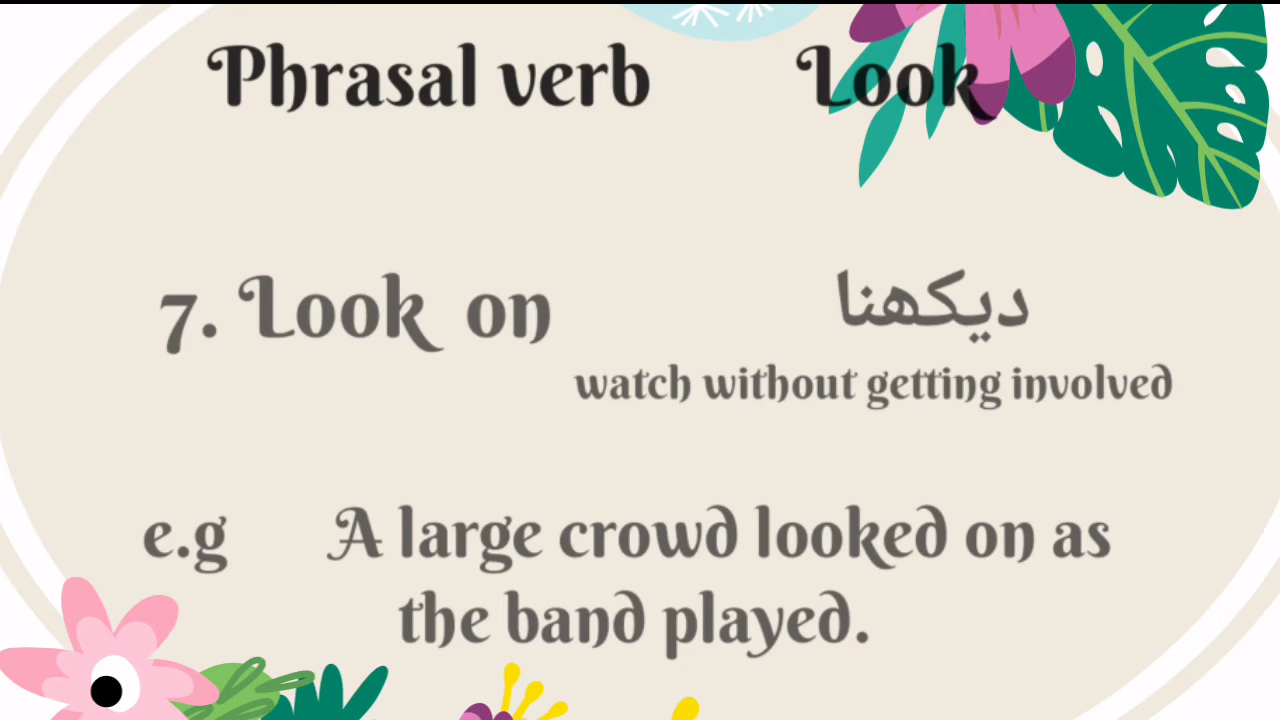 Phrasal verb Look
7. Look on دیکھنا
watch without getting involved
e.g A large crowd looked on as
the band played.